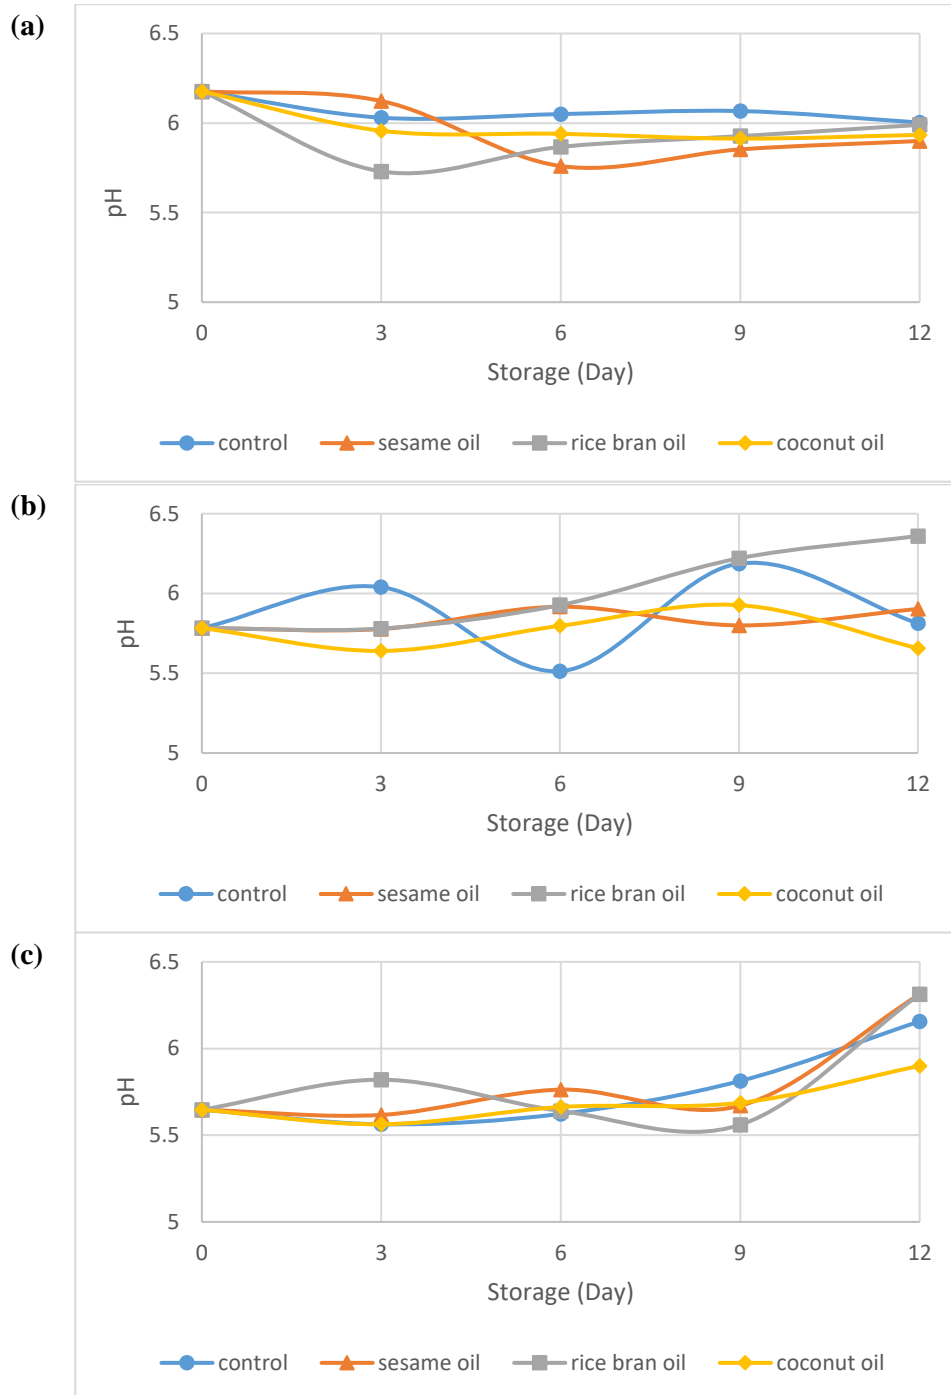 (a)
6.5
6
5.5
5
pH
0 3 6 9 12
Storage (Day)
control sesame oil rice bran oil coconut oil
(b)
6.5
6
5.5
5
pH
0 3 6 9 12
Storage (Day)
control sesame oil rice bran oil coconut oil
(c)
6.5
6
5.5
5
pH
0 3 6 9 12
Storage (Day)
control sesame oil rice bran oil coconut oil